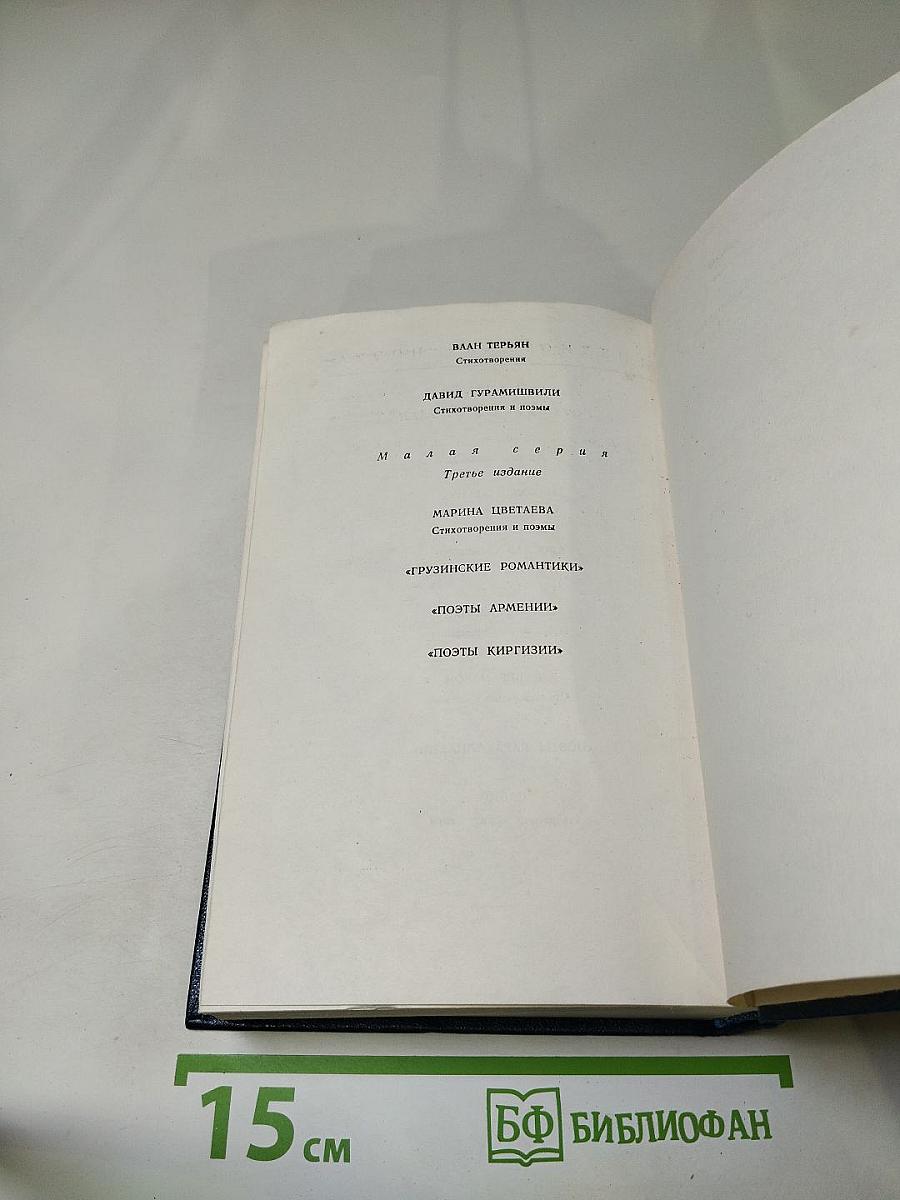 ВААН ТЕРЬЯН
Стихотворения
ДАВИД ГУРАМИШВИЛИ
Стихотворения и поэмы
Малая серия
Третье издание
МАРИНА ЦВЕТАЕВА
Стихотворения и поэмы
«ГРУЗИНСКИЕ РОМАНТИКИ»
«ПОЭТЫ АРМЕНИИ»
«ПОЭТЫ КИРГИЗИИ»
15 см
БФ БИБЛИОФАН